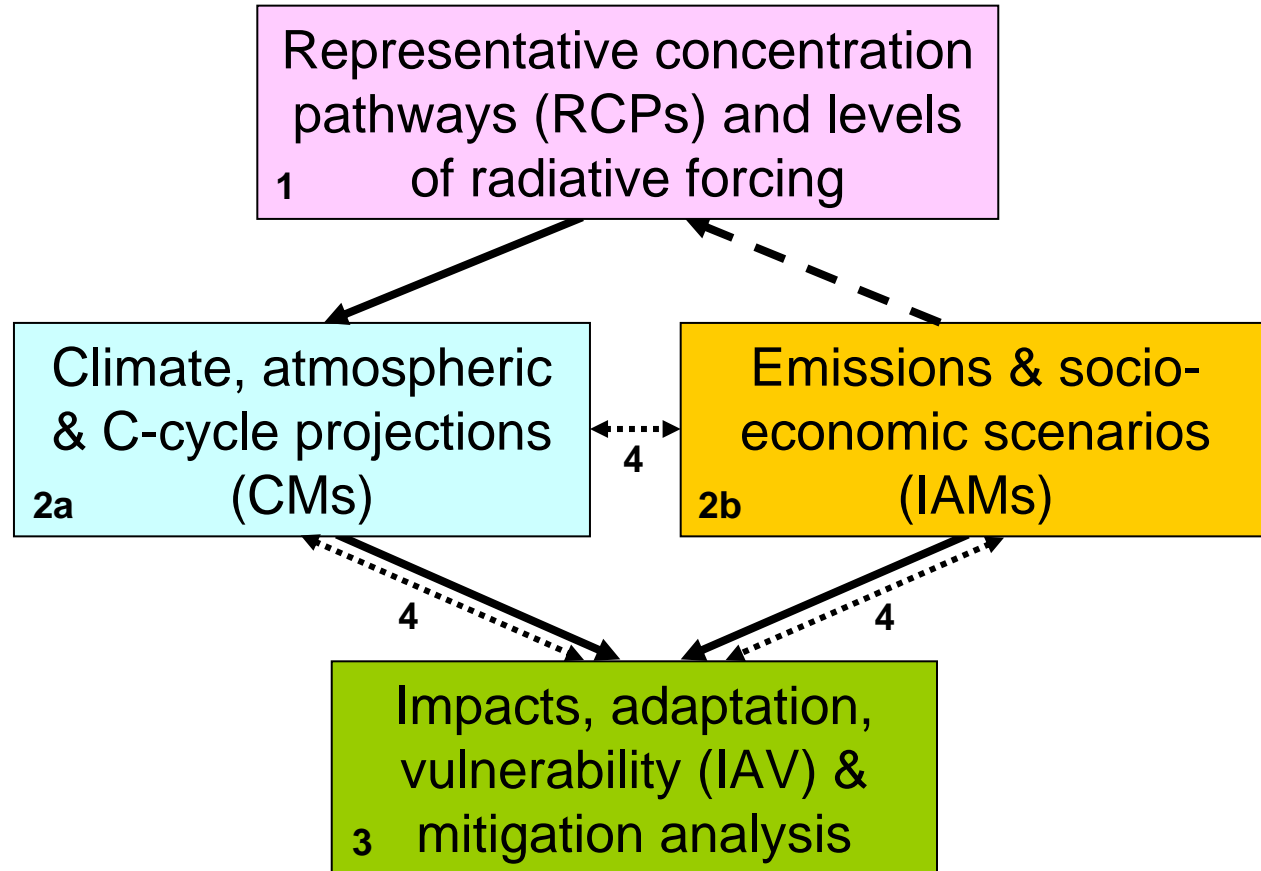 Representative concentration
pathways (RCPs) and levels
1 of radiative forcing
Climate, atmospheric
& C-cycle projections
2a (CMs)
4
Emissions & socio-
economic scenarios
2b (IAMs)
4
4
Impacts, adaptation,
vulnerability (IAV) &
3 mitigation analysis